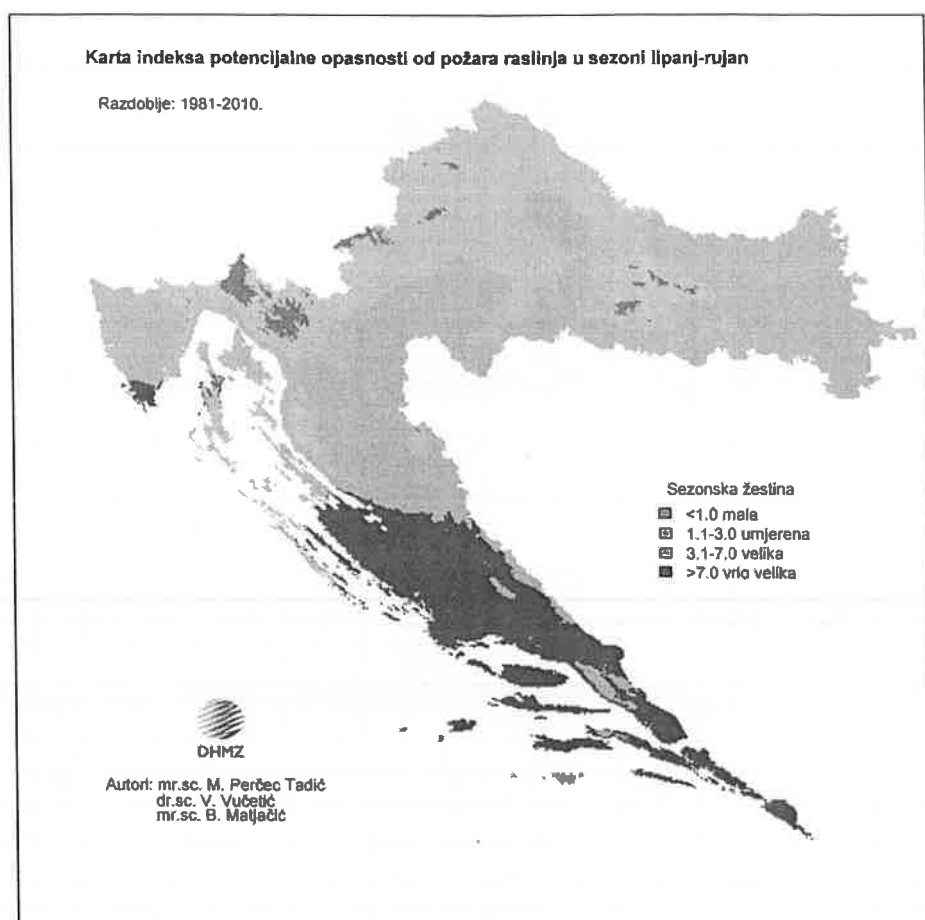 Karta indeksa potencijalne opasnosti od požara raslinja u sezoni lipanj-rujan
Razdoblje: 1981-2010.
Sezonska žestina
<1.0 mala
1.1-3.0 umjerena
3.1-7.0 velika
>7.0 vrlo velika
DHMZ
Autori: mr.sc. M. Perčec Tadić
dr.sc. V. Vučetić
mr.sc. B. Matjačić